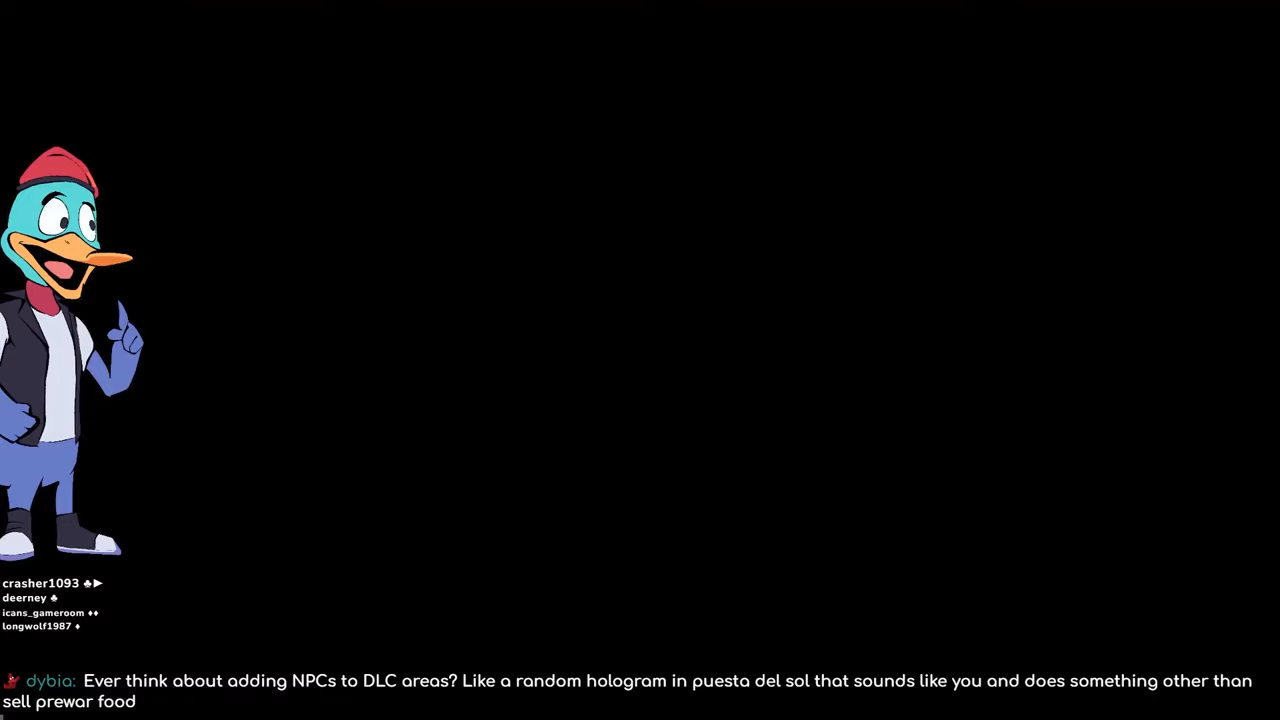 crasher1093 ♣▶
deerney ♣
icans_gameroom ♦♦
longwolf1987 ♦
dybia: Ever think about adding NPCs to DLC areas? Like a random hologram in puesta del sol that sounds like you and does something other than
sell prewar food